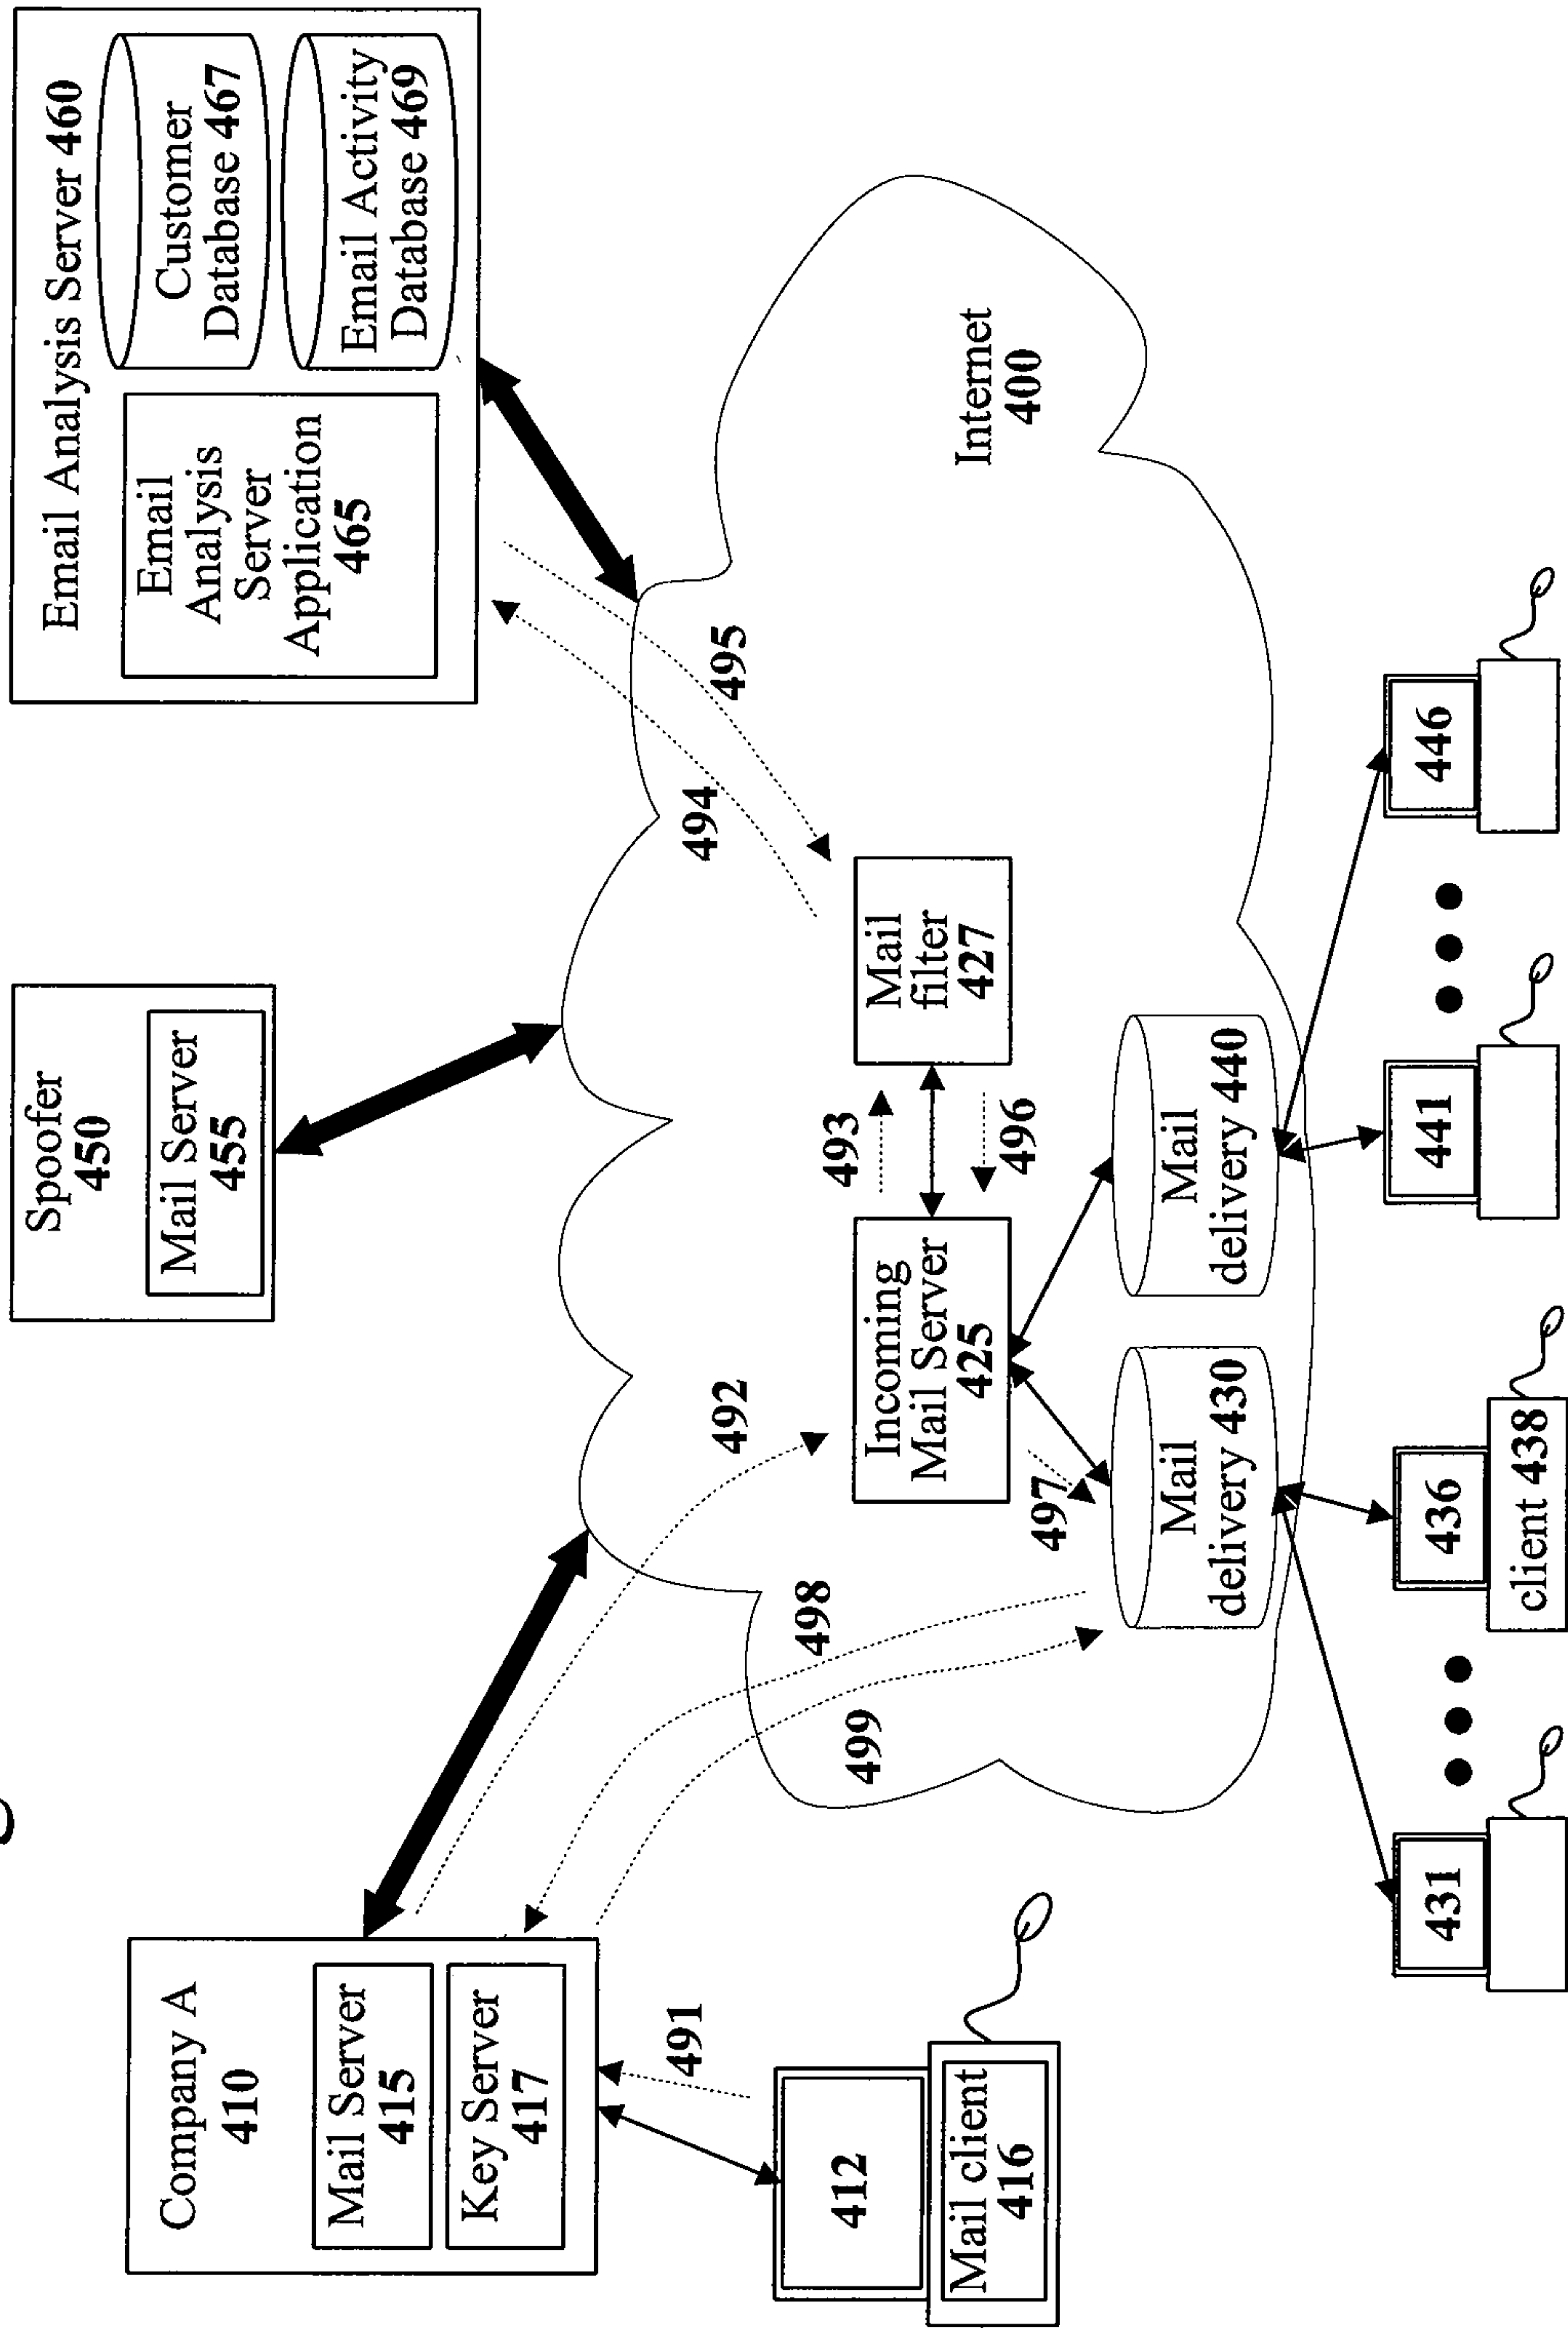 Company A
410
Mail Server
415
Key Server
417
491
412
Mail client
416
Spoofer
450
Mail Server
455
Email Analysis Server 460
Email
Analysis
Server
Application
465
Customer
Database 467
Email Activity
Database 469
492
498
499
494
495
Internet
400
Incoming
Mail Server
425
493
496
Mail
filter
427
497
Mail
delivery 430
Mail
delivery 440
431
436
client 438
441
446